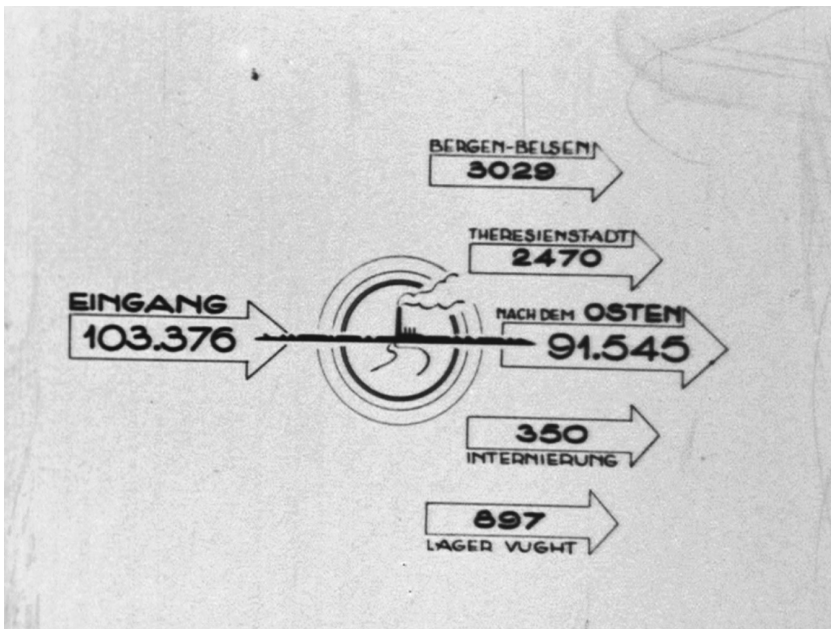 BERGEN-BELSEN
3029
THERESIENSTADT
2470
EINGANG
103.376
NACH DEM OSTEN
91.545
350
INTERNIERUNG
897
LAGER VUGHT